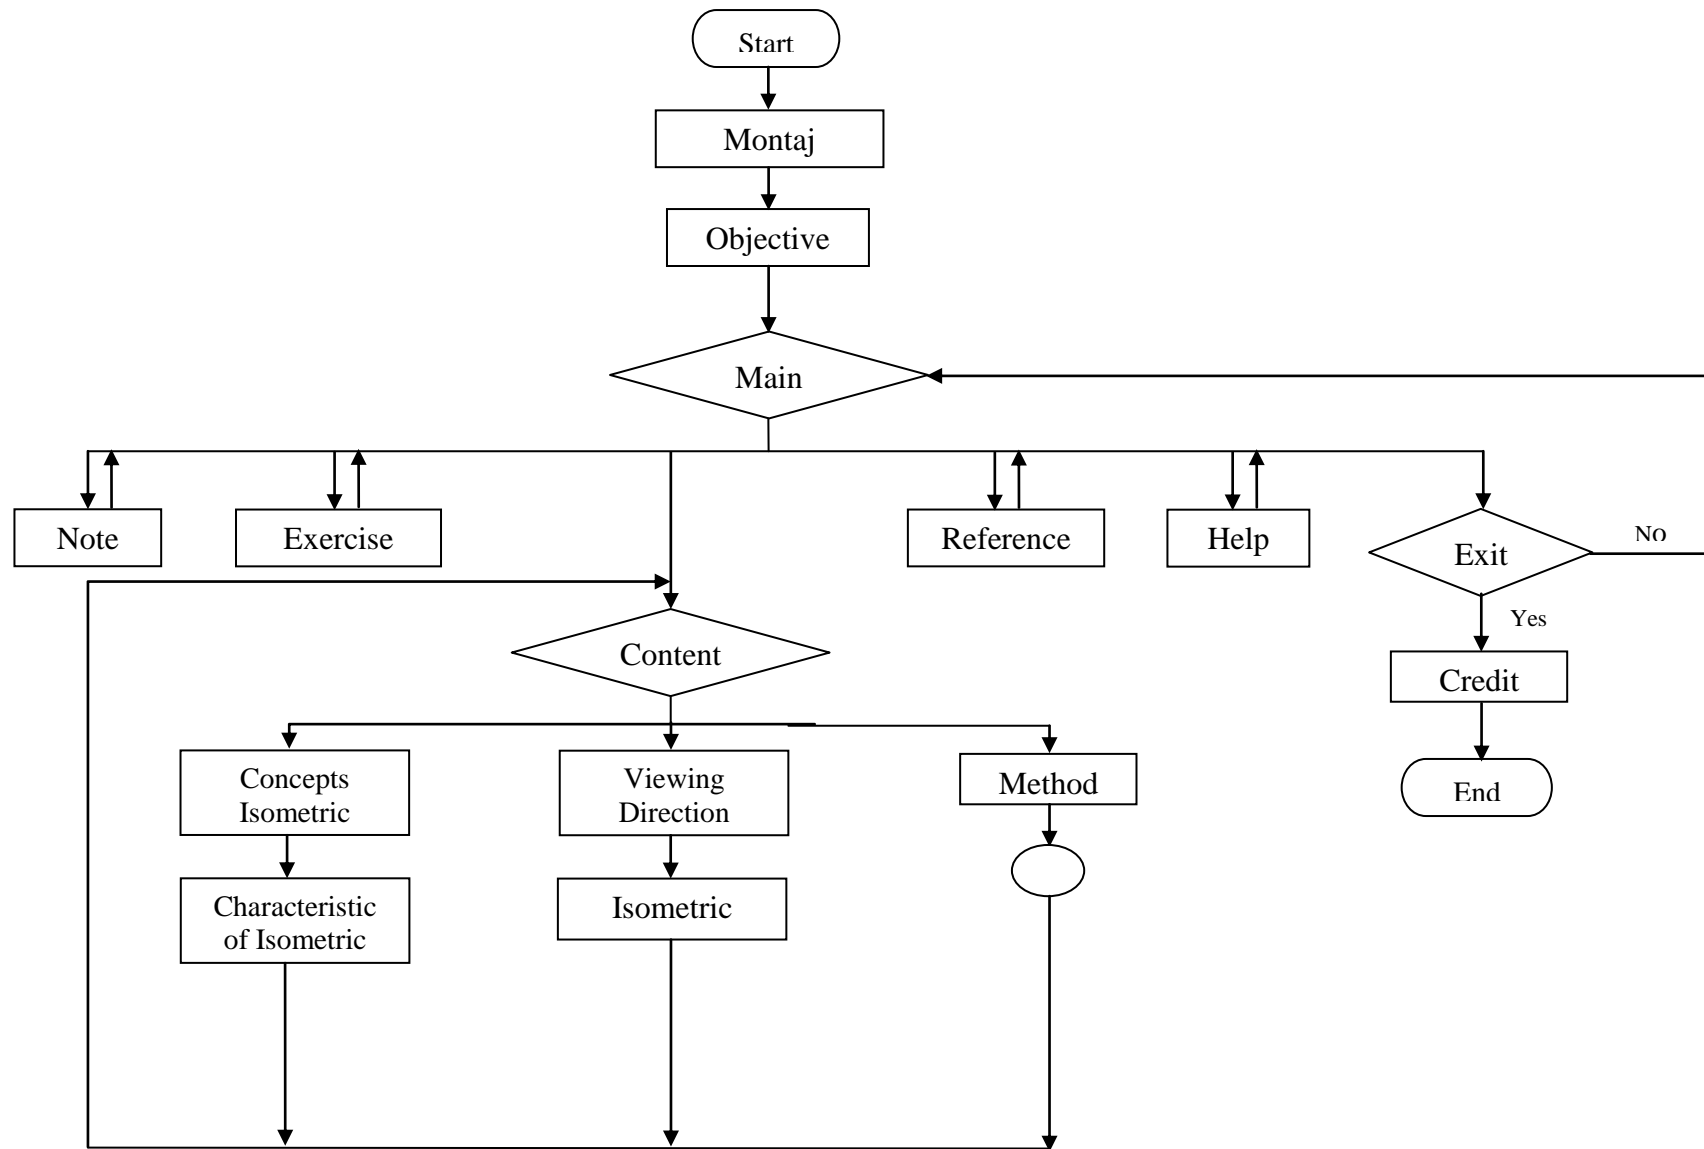 Start
Montaj
Objective
Main
Note
Exercise
Reference
Help
Exit
No
Yes
Content
Credit
Concepts
Isometric
Viewing
Direction
Method
End
Characteristic
of Isometric
Isometric